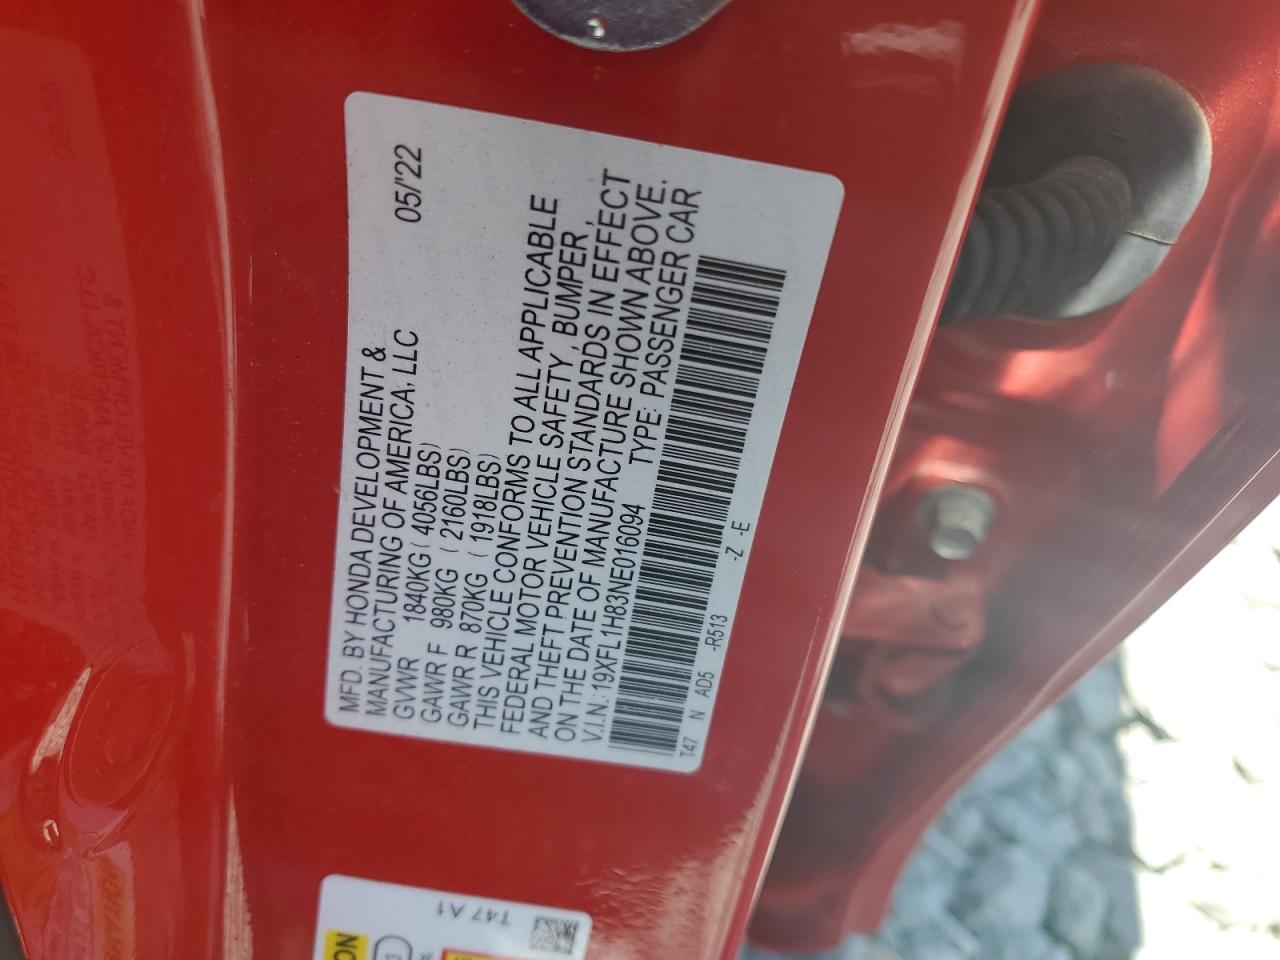 MFD. BY HONDA DEVELOPMENT &
MANUFACTURING OF AMERICA, LLC 05/'22
GVWR 1840KG ( 4056LBS)
GAWR F 980KG ( 2160LBS)
GAWR R 870KG ( 1918LBS)
THIS VEHICLE CONFORMS TO ALL APPLICABLE
FEDERAL MOTOR VEHICLE SAFETY, BUMPER,
AND THEFT PREVENTION STANDARDS IN EFFECT
ON THE DATE OF MANUFACTURE SHOWN ABOVE.
V.I.N.: 19XFL1H83NE016094 TYPE: PASSENGER CAR
T47 N AD5 -R513 -Z -E
T47 A1